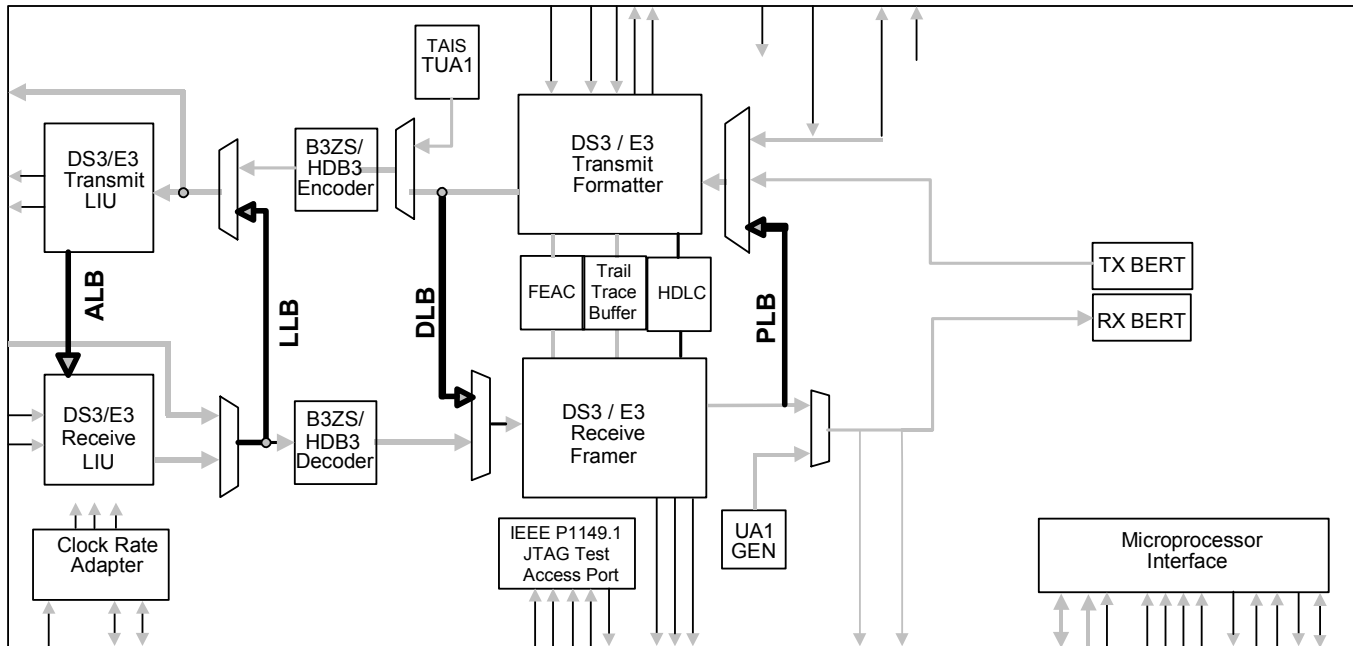 TAIS
TUA1
DS3/E3
Transmit
LIU
B3ZS/
HDB3
Encoder
DS3 / E3
Transmit
Formatter
FEAC
Trail
Trace
Buffer
HDLC
TX BERT
RX BERT
ALB
LLB
DLB
PLB
DS3/E3
Receive
LIU
B3ZS/
HDB3
Decoder
DS3 / E3
Receive
Framer
Clock Rate
Adapter
IEEE P1149.1
JTAG Test
Access Port
UA1
GEN
Microprocessor
Interface